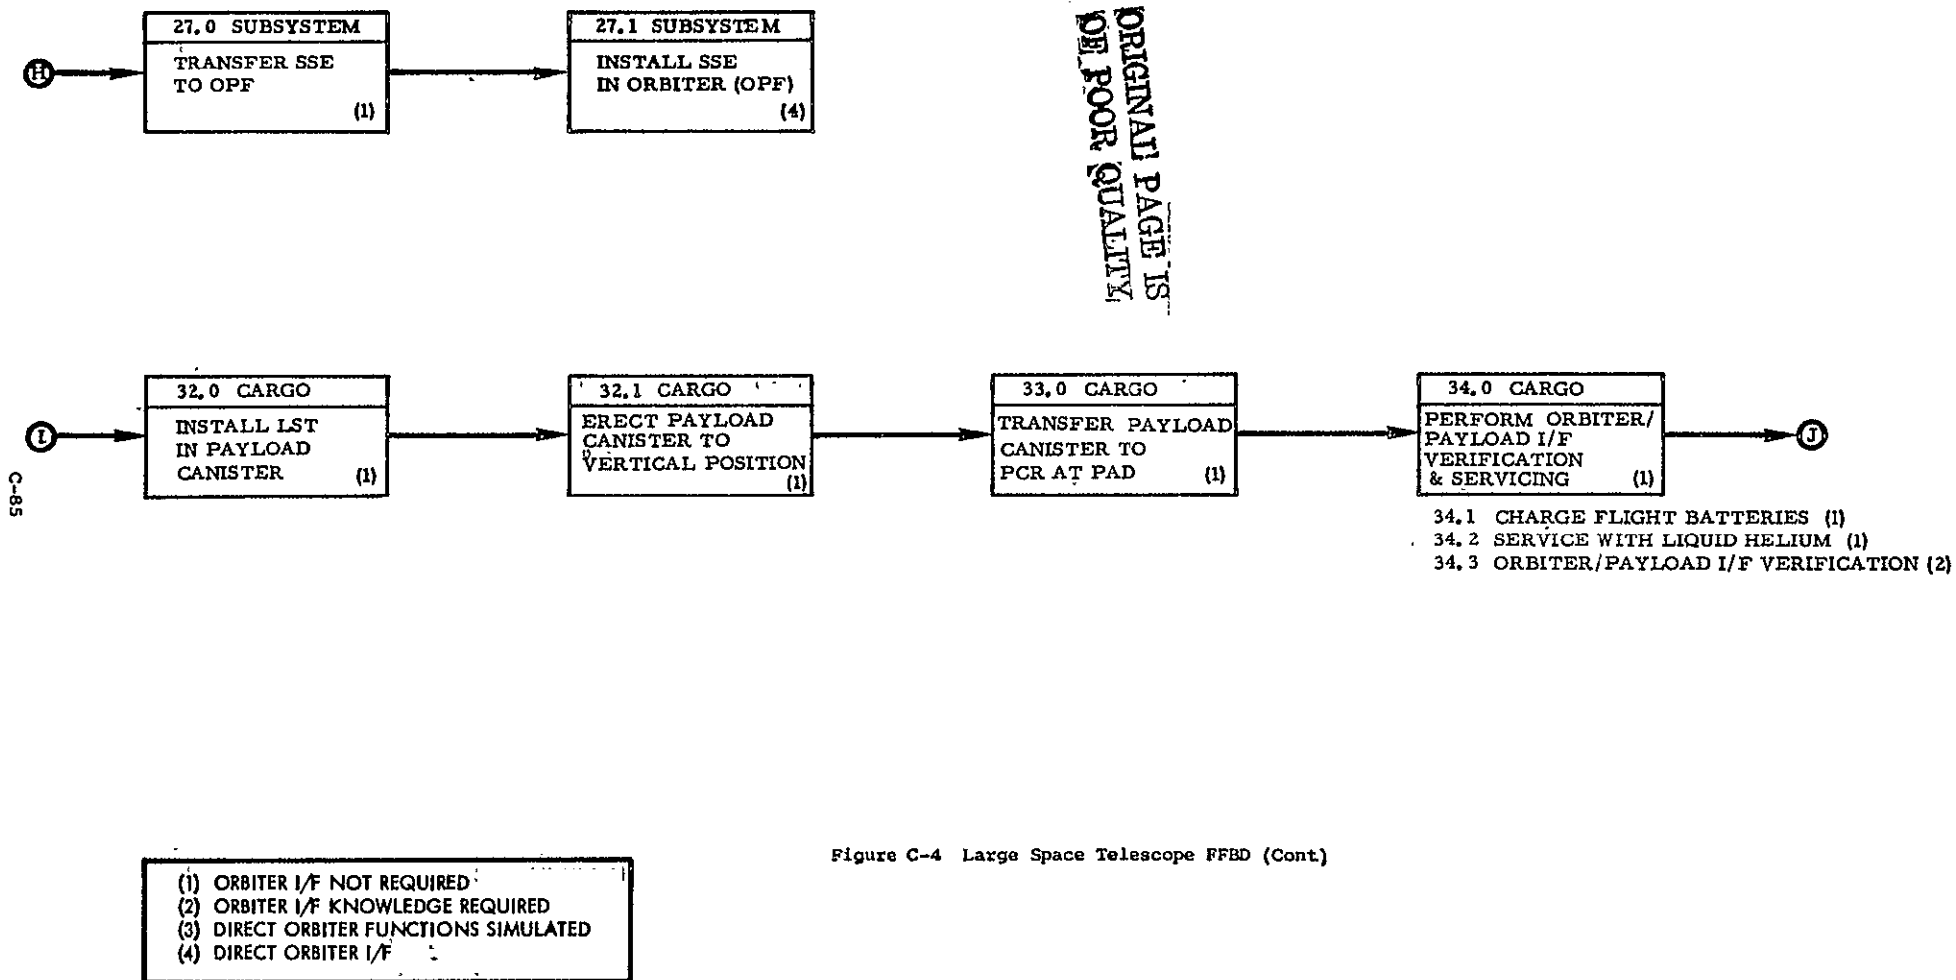 27.0 SUBSYSTEM
TRANSFER SSE
TO OPF
(1)
27.1 SUBSYSTEM
INSTALL SSE
IN ORBITER (OPF)
(4)
H
ORIGINAL PAGE IS
OF POOR QUALITY
I
32.0 CARGO
INSTALL LST
IN PAYLOAD
CANISTER (1)
32.1 CARGO
ERECT PAYLOAD
CANISTER TO
VERTICAL POSITION
(1)
33.0 CARGO
TRANSFER PAYLOAD
CANISTER TO
PCR AT PAD (1)
34.0 CARGO
PERFORM ORBITER/
PAYLOAD I/F
VERIFICATION
& SERVICING (1)
J
34.1 CHARGE FLIGHT BATTERIES (1)
34.2 SERVICE WITH LIQUID HELIUM (1)
34.3 ORBITER/PAYLOAD I/F VERIFICATION (2)
C-85
Figure C-4 Large Space Telescope FFBD (Cont.)
(1) ORBITER I/F NOT REQUIRED
(2) ORBITER I/F KNOWLEDGE REQUIRED
(3) DIRECT ORBITER FUNCTIONS SIMULATED
(4) DIRECT ORBITER I/F